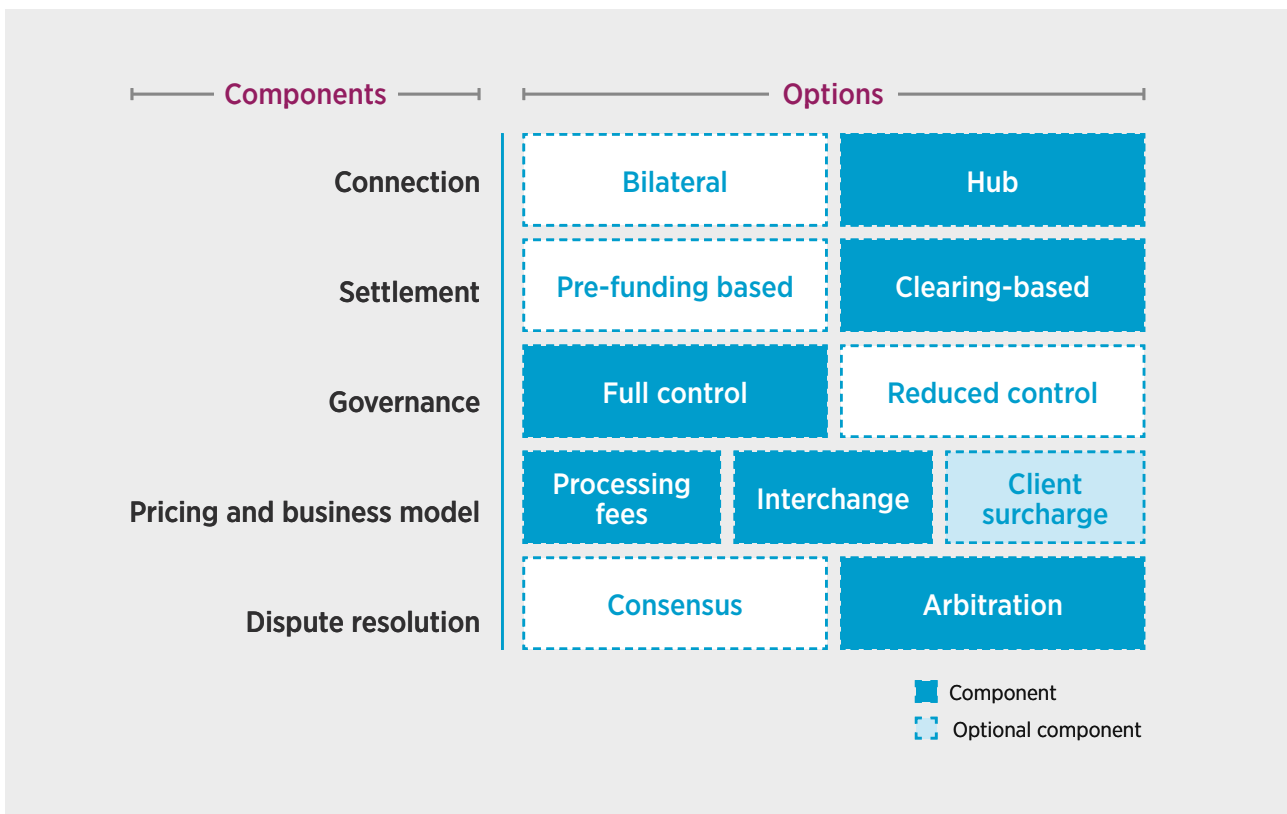 Components
Options
Connection
Bilateral
Hub
Settlement
Pre-funding based
Clearing-based
Governance
Full control
Reduced control
Pricing and business model
Processing
fees
Interchange
Client
surcharge
Dispute resolution
Consensus
Arbitration
Component
Optional component